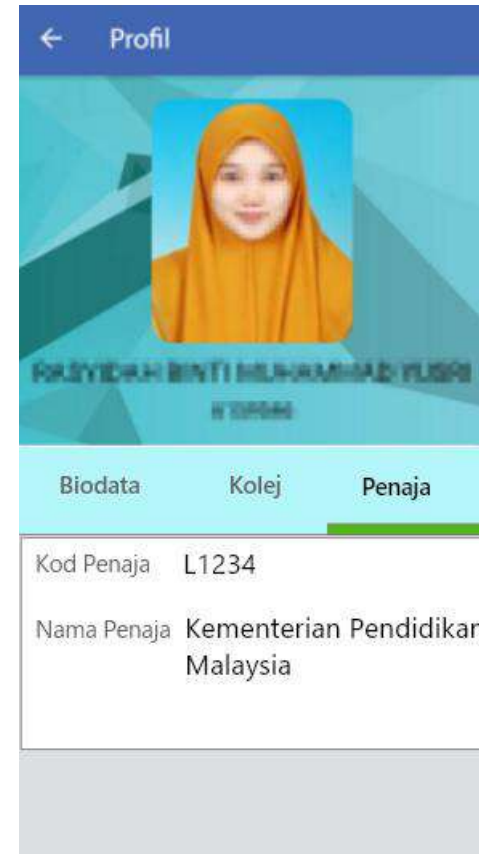 Profil
Biodata Kolej Penaja
Kod Penaja L1234
Nama Penaja Kementerian Pendidikan
Malaysia